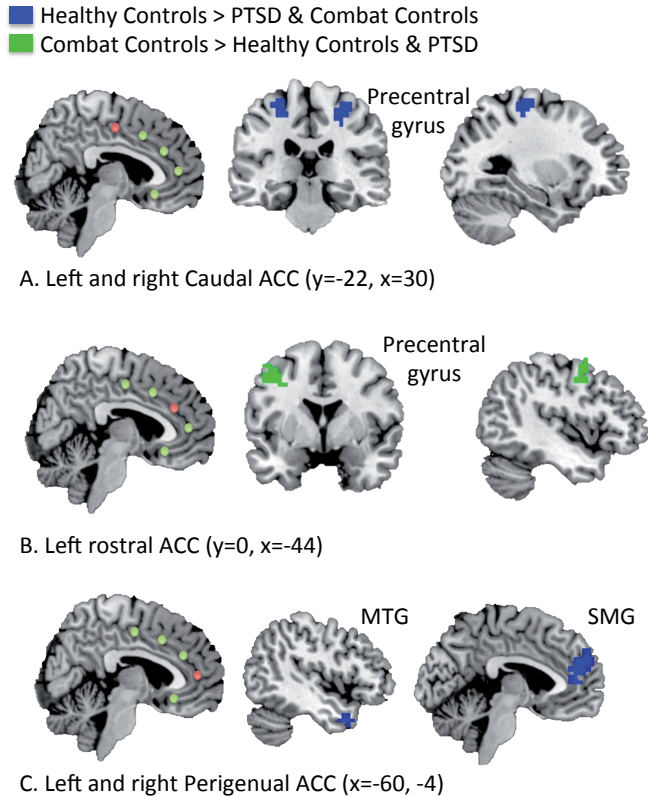 Healthy Controls > PTSD & Combat Controls
Combat Controls > Healthy Controls & PTSD
Precentral
gyrus
A. Left and right Caudal ACC (y=-22, x=30)
Precentral
gyrus
B. Left rostral ACC (y=0, x=-44)
MTG
SMG
C. Left and right Perigenual ACC (x=-60, -4)